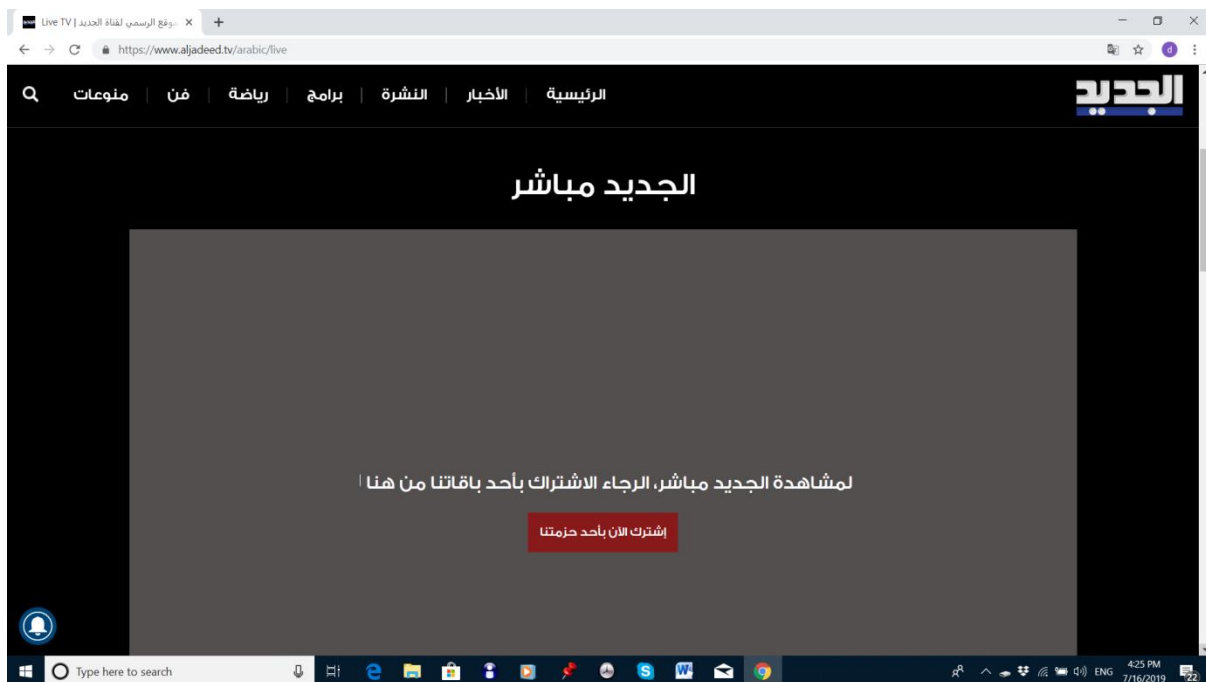 موقع الرسمي لقناة الجديد | Live TV
https://www.aljadeed.tv/arabic/live
d
الجديد
الرئيسية | الأخبار | النشرة | برامج | رياضة | فن | منوعات
الجديد مباشر
لمشاهدة الجديد مباشر، الرجاء الاشتراك بأحد باقاتنا من هنا
إشترك الآن بأحد حزمتنا
Type here to search
ENG
4:25 PM
7/16/2019
22